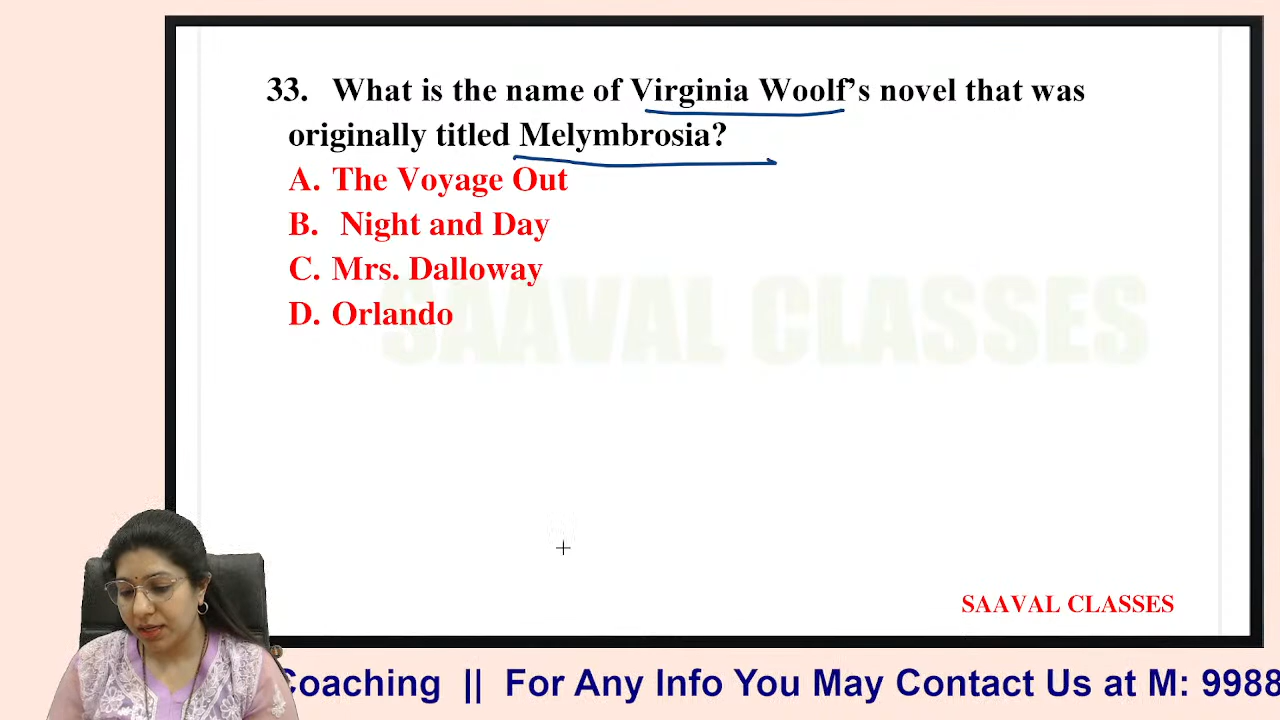 33. What is the name of Virginia Woolf’s novel that was
originally titled Melymbrosia?
A. The Voyage Out
B. Night and Day
C. Mrs. Dalloway
D. Orlando
SAAVAL CLASSES
SAAVAL CLASSES
Coaching || For Any Info You May Contact Us at M: 9988